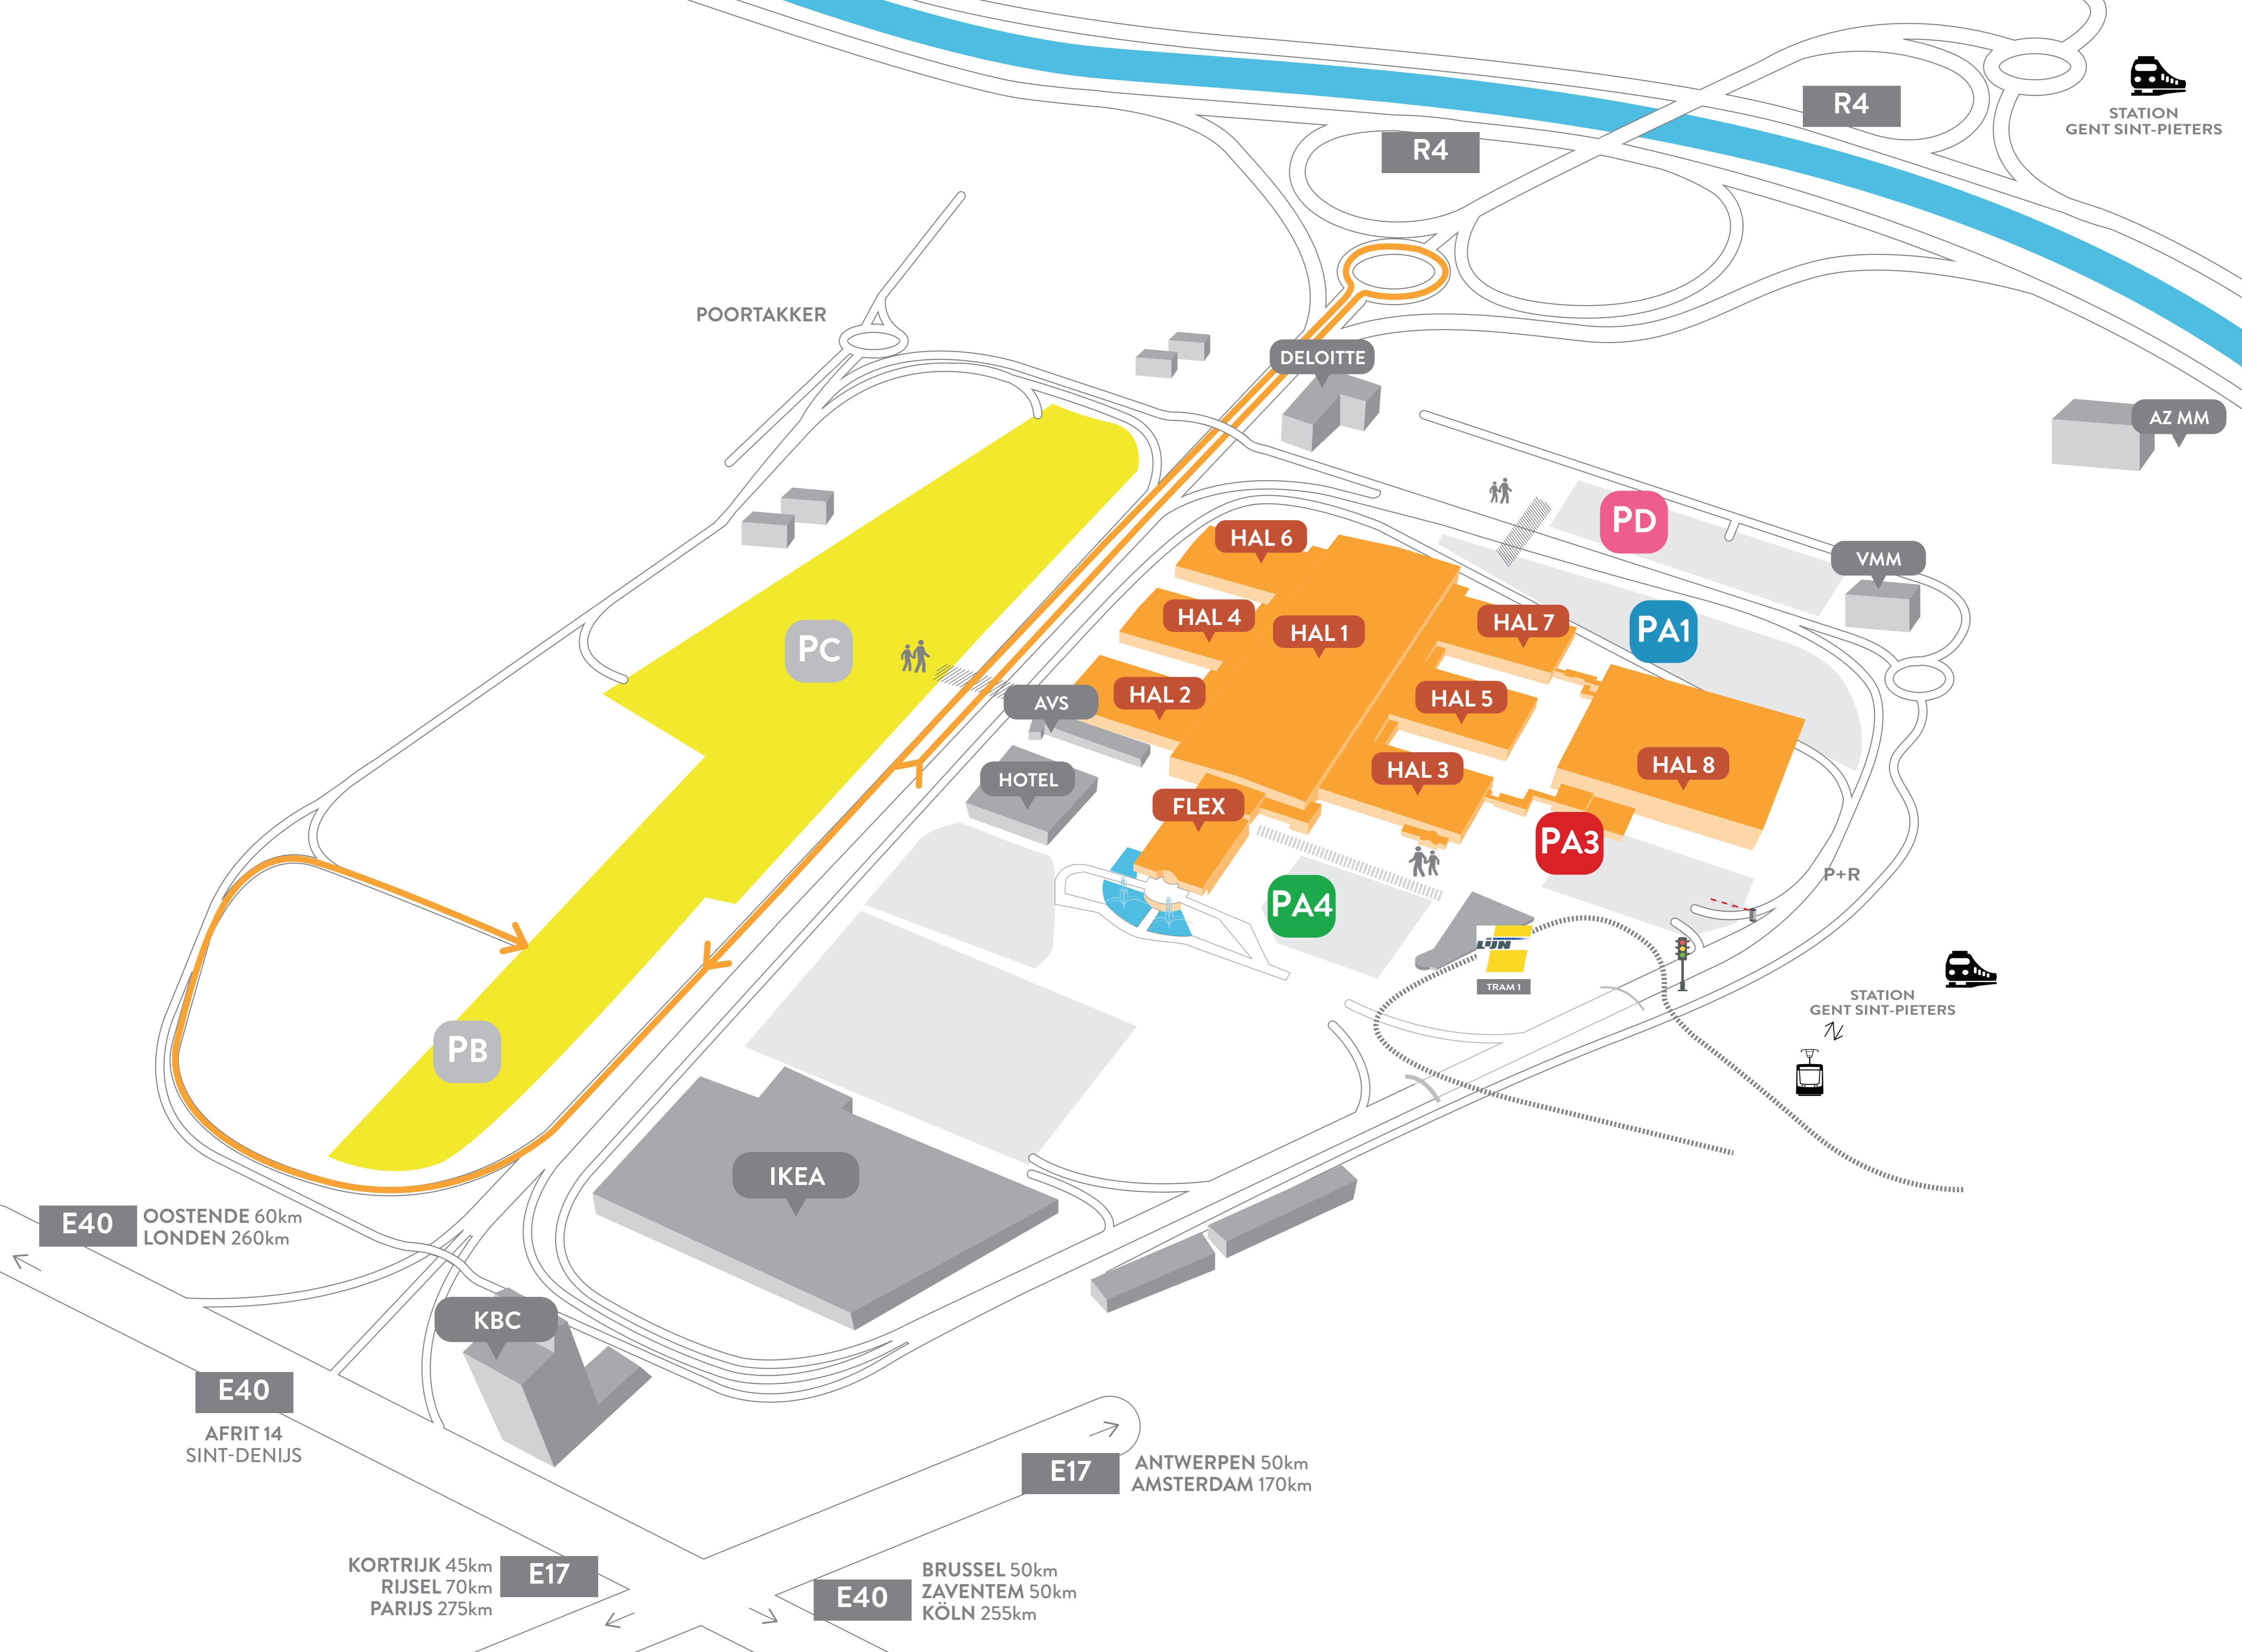 R4
STATION
GENT SINT-PIETERS
R4
POORTAKKER
DELOITTE
AZ MM
PD
HAL 6
VMM
HAL 4
HAL 1
HAL 7
PA1
PC
AVS
HAL 2
HAL 5
HOTEL
HAL 3
HAL 8
FLEX
PA3
P+R
PA4
LIJN
TRAM 1
STATION
GENT SINT-PIETERS
PB
IKEA
E40
OOSTENDE 60km
LONDEN 260km
KBC
E40
AFRIT 14
SINT-DENIJS
E17
ANTWERPEN 50km
AMSTERDAM 170km
KORTRIJK 45km
RIJSEL 70km
PARIJS 275km
E17
E40
BRUSSEL 50km
ZAVENTEM 50km
KÖLN 255km